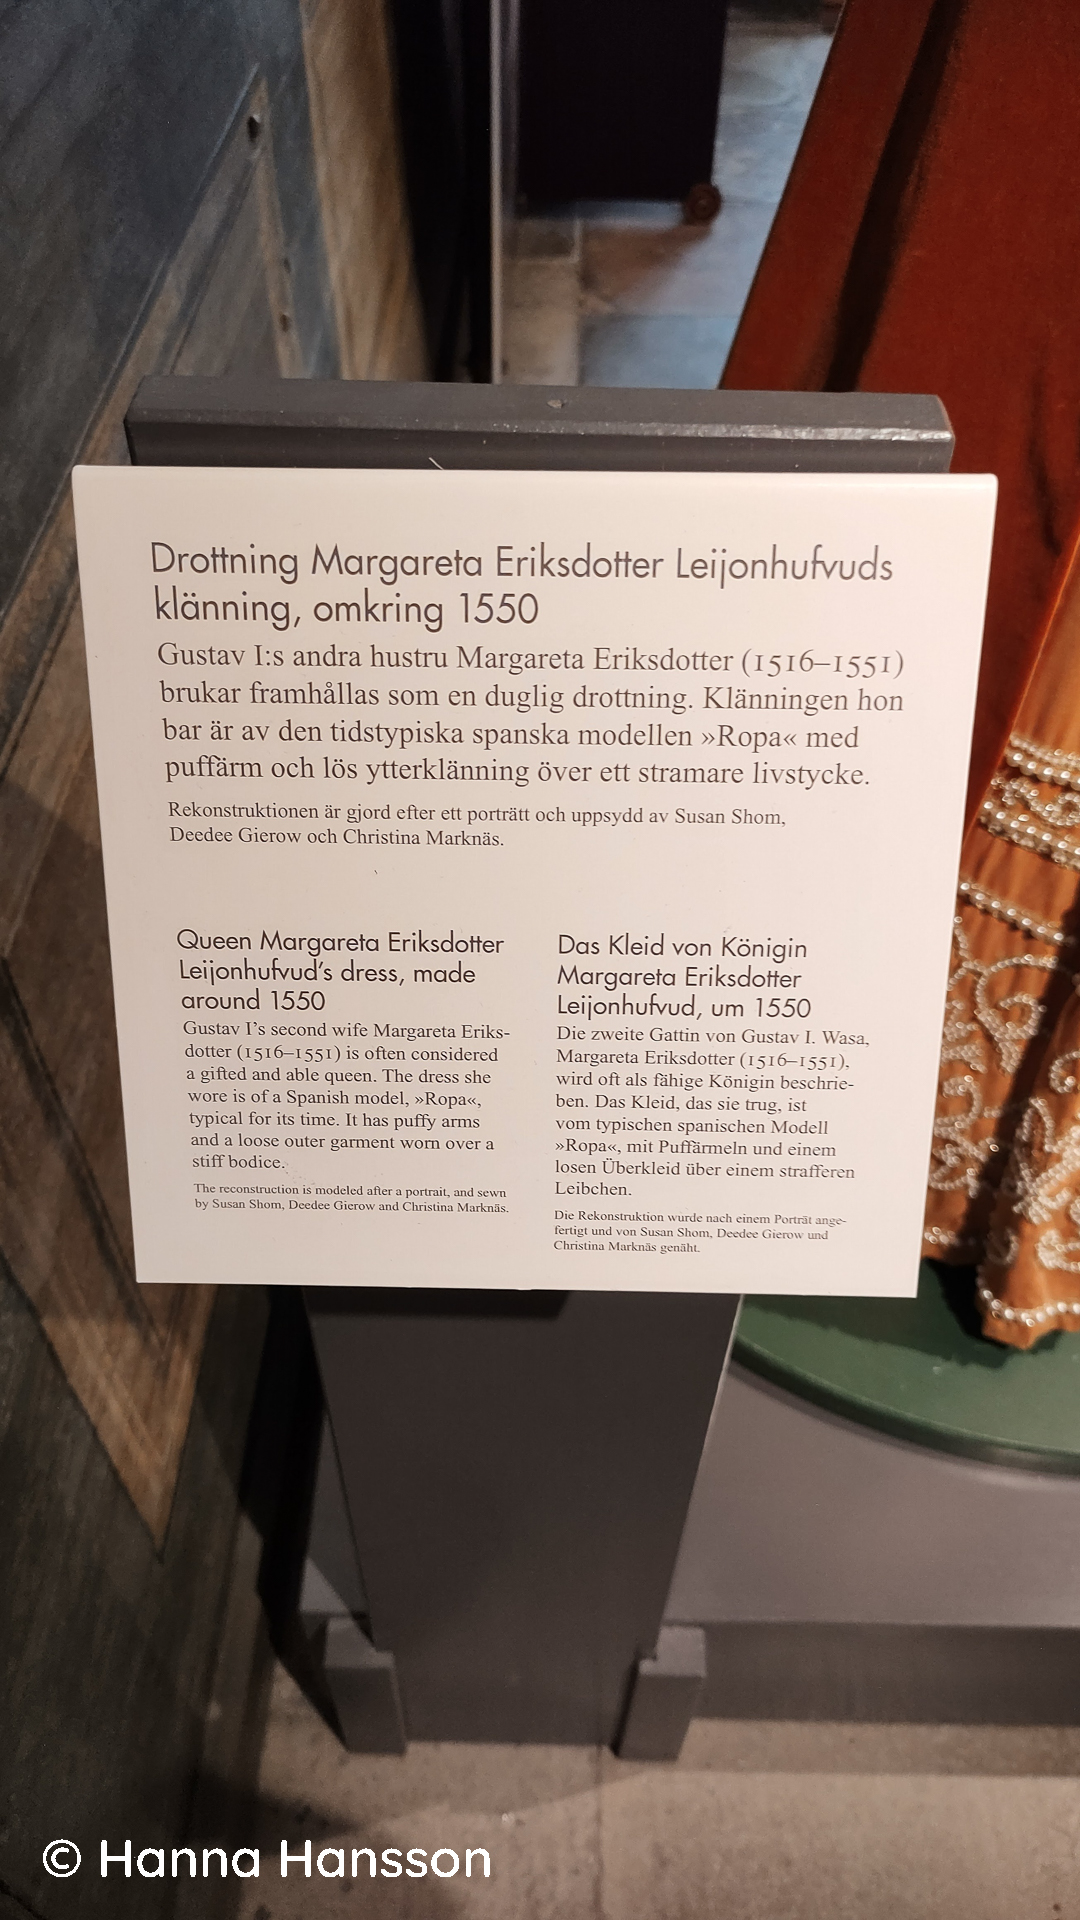 Drottning Margareta Eriksdotter Leijonhufvuds
klänning, omkring 1550
Gustav I:s andra hustru Margareta Eriksdotter (1516–1551)
brukar framhållas som en duglig drottning. Klänningen hon
bar är av den tidstypiska spanska modellen »Ropa« med
puffärm och lös ytterklänning över ett stramare livstycke.
Rekonstruktionen är gjord efter ett porträtt och uppsydd av Susan Shom,
Deedee Gierow och Christina Marknäs.
Queen Margareta Eriksdotter
Leijonhufvud's dress, made
around 1550
Gustav I's second wife Margareta Eriks-
dotter (1516–1551) is often considered
a gifted and able queen. The dress she
wore is of a Spanish model, »Ropa«,
typical for its time. It has puffy arms
and a loose outer garment worn over a
stiff bodice.
The reconstruction is modeled after a portrait, and sewn
by Susan Shom, Deedee Gierow and Christina Marknäs.
Das Kleid von Königin
Margareta Eriksdotter
Leijonhufvud, um 1550
Die zweite Gattin von Gustav I. Wasa,
Margareta Eriksdotter (1516–1551),
wird oft als fähige Königin beschrie-
ben. Das Kleid, das sie trug, ist
vom typischen spanischen Modell
»Ropa«, mit Puffärmeln und einem
losen Überkleid über einem strafferen
Leibchen.
Die Rekonstruktion wurde nach einem Porträt ange-
fertigt und von Susan Shom, Deedee Gierow und
Christina Marknäs genäht.
© Hanna Hansson